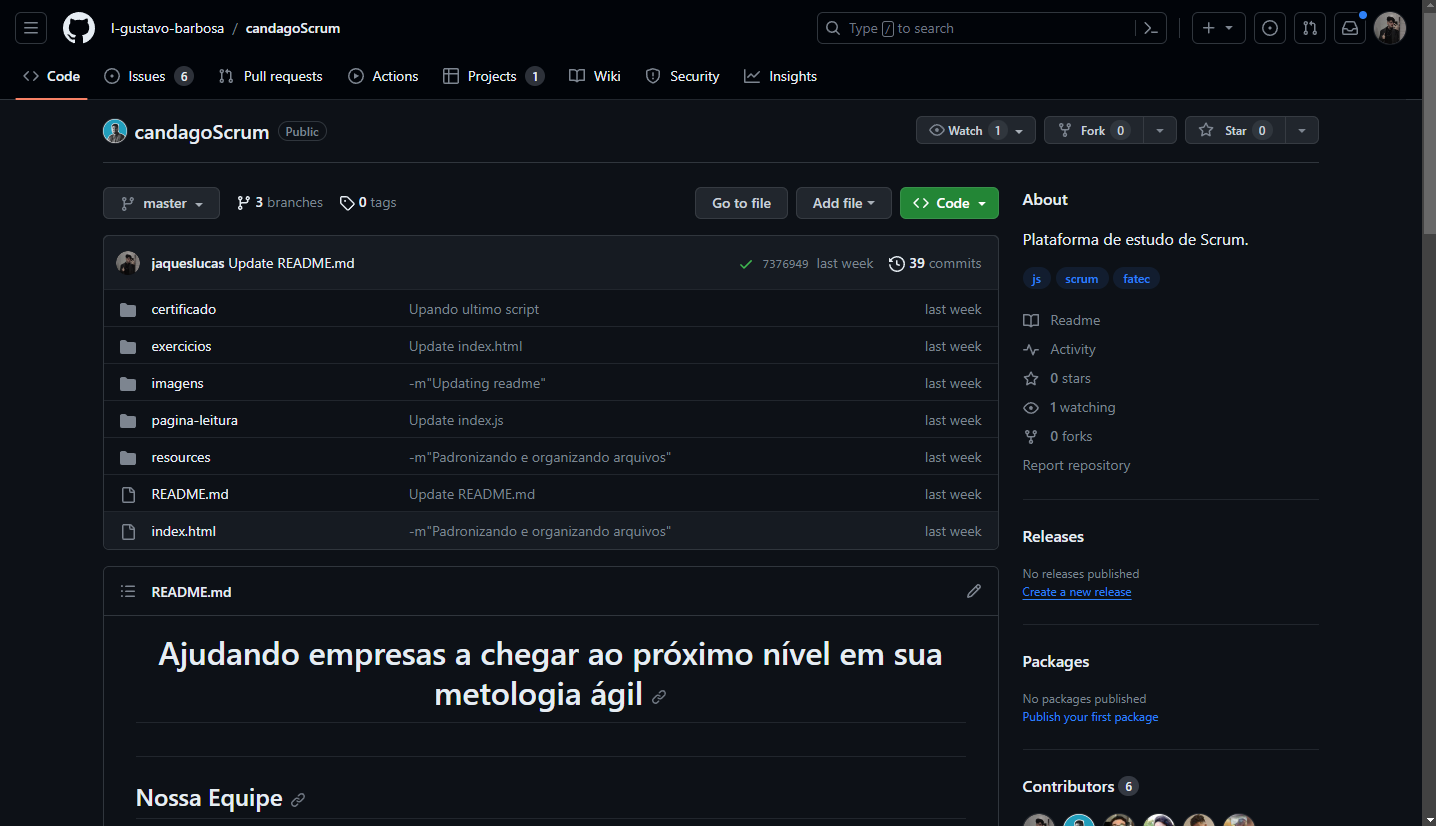 l-gustavo-barbosa / candagoScrum
Type / to search
Code
Issues 6
Pull requests
Actions
Projects 1
Wiki
Security
Insights
candagoScrum Public
Watch 1
Fork 0
Star 0
master
3 branches
0 tags
Go to file
Add file
Code
jaqueslucas Update README.md
7376949 last week
39 commits
certificado Upando ultimo script last week
exercicios Update index.html last week
imagens -m"Updating readme" last week
pagina-leitura Update index.js last week
resources -m"Padronizando e organizando arquivos" last week
README.md Update README.md last week
index.html -m"Padronizando e organizando arquivos" last week
README.md
Ajudando empresas a chegar ao próximo nível em sua
metologia ágil
Nossa Equipe
About
Plataforma de estudo de Scrum.
js scrum fatec
Readme
Activity
0 stars
1 watching
0 forks
Report repository
Releases
No releases published
Create a new release
Packages
No packages published
Publish your first package
Contributors 6